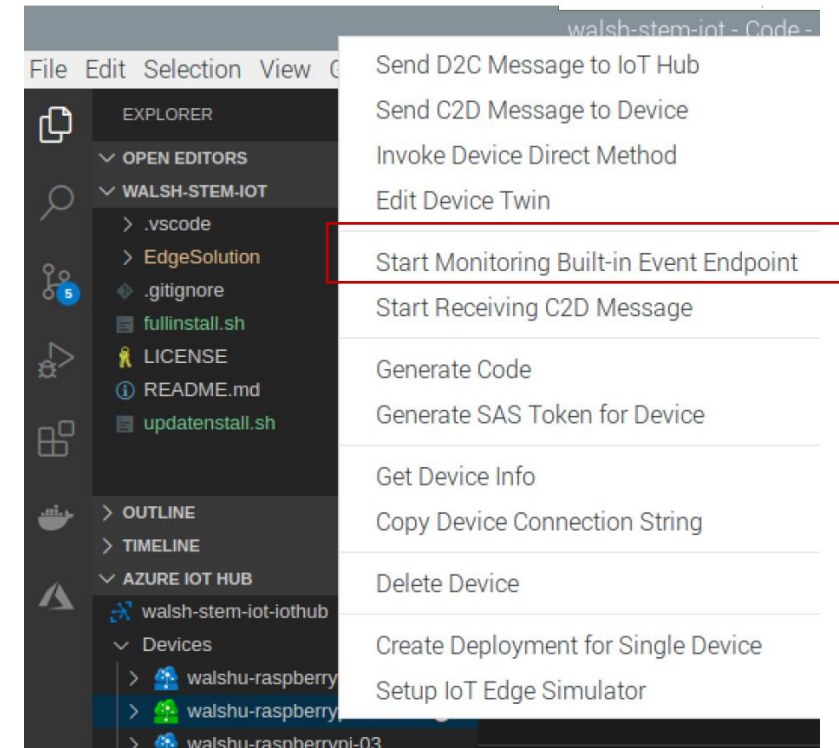 walsh-stem-iot - Code -
File Edit Selection View
EXPLORER
OPEN EDITORS
WALSH-STEM-IOT
.vscode
EdgeSolution
.gitignore
fullinstall.sh
LICENSE
README.md
updatenstall.sh
OUTLINE
TIMELINE
AZURE IOT HUB
walsh-stem-iot-iothub
Devices
walshu-raspberry
walshu-raspberry
walshu-raspberrypi-03
5
Send D2C Message to IoT Hub
Send C2D Message to Device
Invoke Device Direct Method
Edit Device Twin
Start Monitoring Built-in Event Endpoint
Start Receiving C2D Message
Generate Code
Generate SAS Token for Device
Get Device Info
Copy Device Connection String
Delete Device
Create Deployment for Single Device
Setup IoT Edge Simulator